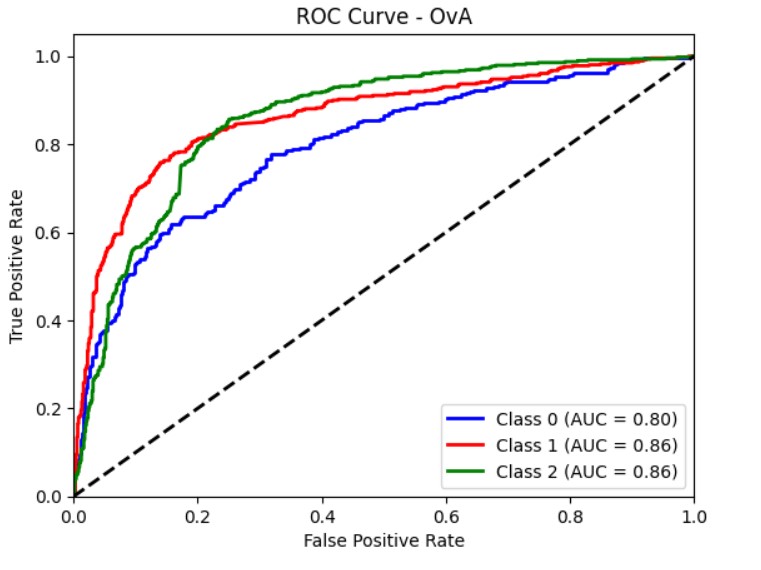 ROC Curve - OvA
1.0
0.8
0.6
0.4
0.2
0.0
True Positive Rate
0.0 0.2 0.4 0.6 0.8 1.0
False Positive Rate
Class 0 (AUC = 0.80)
Class 1 (AUC = 0.86)
Class 2 (AUC = 0.86)